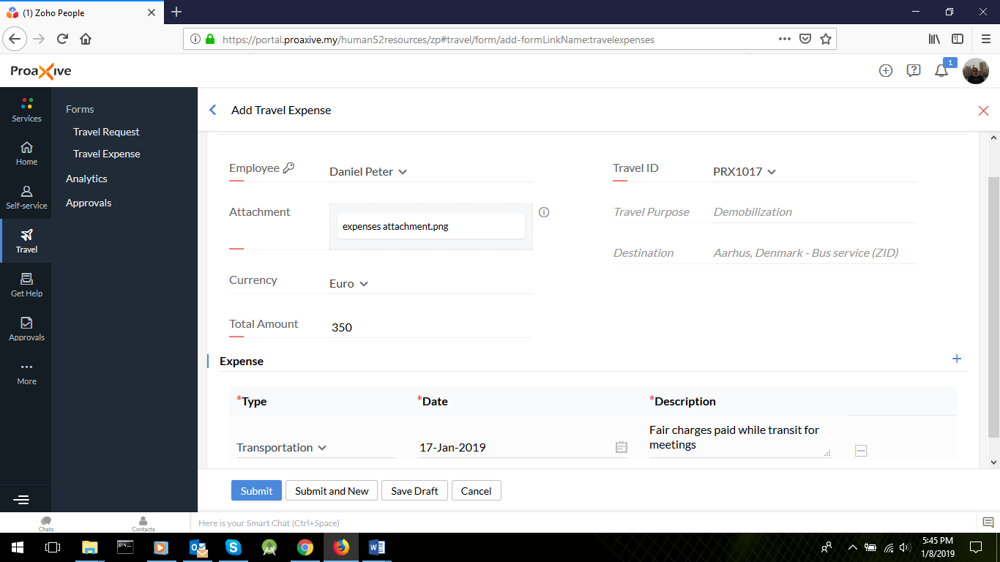 (1) Zoho People
https://portal.proaxive.my/human52resources/zp#travel/form/add-formLinkName:travelexpenses
ProaXive
1
Services
Home
Self-service
Travel
Get Help
Approvals
More
Forms
Travel Request
Travel Expense
Analytics
Approvals
Add Travel Expense
Employee Daniel Peter
Travel ID PRX1017
Attachment expenses attachment.png
Travel Purpose Demobilization
Destination Aarhus, Denmark - Bus service (ZID)
Currency Euro
Total Amount 350
Expense
*Type *Date *Description
Transportation 17-Jan-2019 Fair charges paid while transit for
meetings
Submit Submit and New Save Draft Cancel
Chats Contacts Here is your Smart Chat (Ctrl+Space)
5:45 PM
1/8/2019